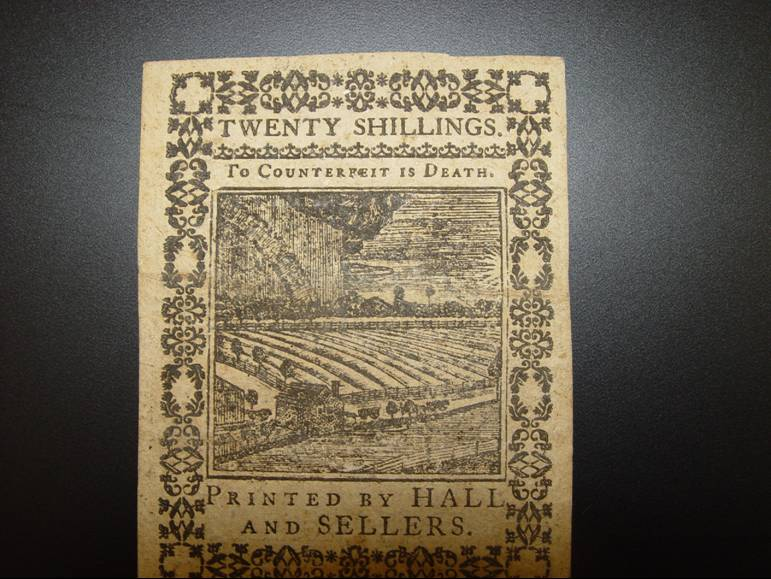 TWENTY SHILLINGS.
TO COUNTERFEIT IS DEATH.
PRINTED BY HALL
AND SELLERS.